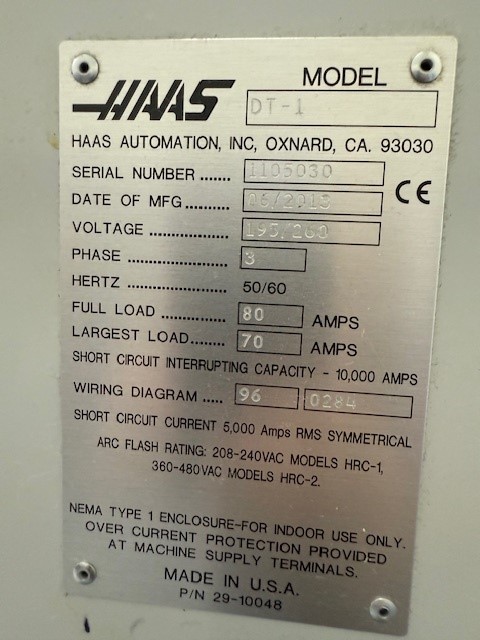 MODEL
HAAS DT-1
HAAS AUTOMATION, INC, OXNARD, CA. 93030
SERIAL NUMBER ....... 1105030
DATE OF MFG ............ 06/2013
VOLTAGE .................. 195/260
PHASE ...................... 3
HERTZ ...................... 50/60
FULL LOAD ............... 80 AMPS
LARGEST LOAD........ 70 AMPS
SHORT CIRCUIT INTERRUPTING CAPACITY - 10,000 AMPS
WIRING DIAGRAM ..... 96 0284
SHORT CIRCUIT CURRENT 5,000 Amps RMS SYMMETRICAL
ARC FLASH RATING: 208-240VAC MODELS HRC-1,
360-480VAC MODELS HRC-2.
NEMA TYPE 1 ENCLOSURE-FOR INDOOR USE ONLY.
OVER CURRENT PROTECTION PROVIDED
AT MACHINE SUPPLY TERMINALS.
MADE IN U.S.A.
P/N 29-10048
CE